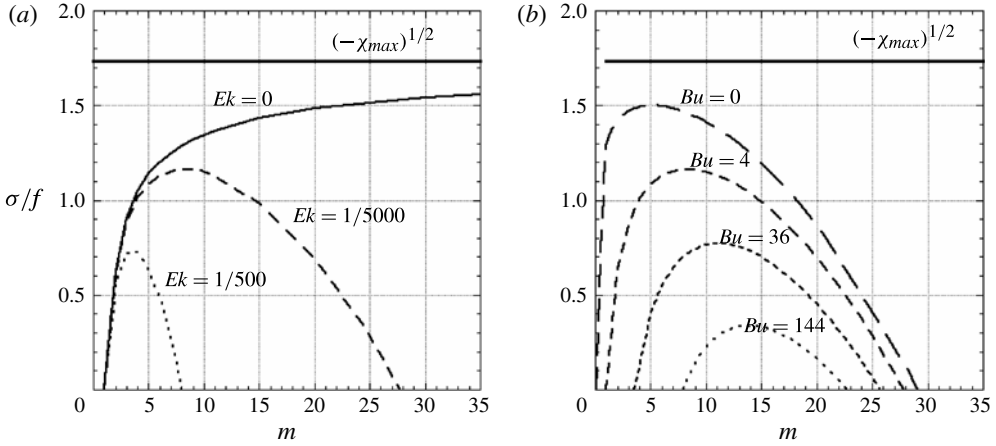 (a)
2.0
1.5
1.0
0.5
σ/f
(−χmax)1/2
Ek = 0
Ek = 1/5000
Ek = 1/500
0 5 10 15 20 25 30 35
m
(b)
2.0
1.5
1.0
0.5
(−χmax)1/2
Bu = 0
Bu = 4
Bu = 36
Bu = 144
0 5 10 15 20 25 30 35
m